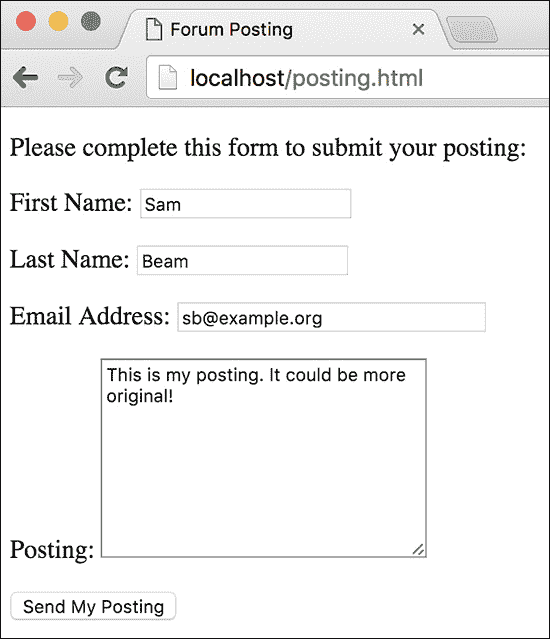 Forum Posting
localhost/posting.html
Please complete this form to submit your posting:
First Name: Sam
Last Name: Beam
Email Address: sb@example.org
This is my posting. It could be more
original!
Posting:
Send My Posting